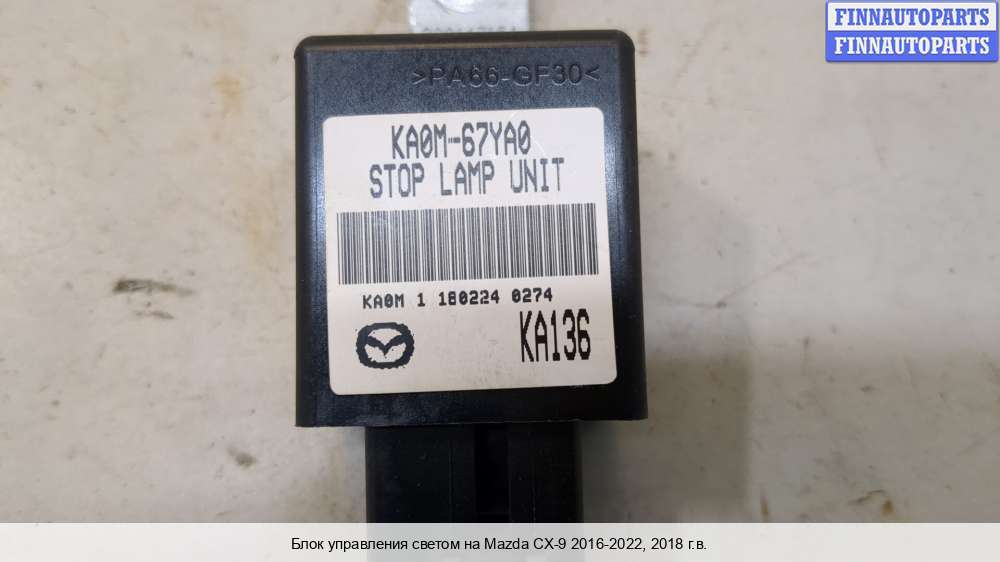 FINNAUTOPARTS
FINNAUTOPARTS
>PA66-GF30<
KA0M-67YA0
STOP LAMP UNIT
KA0M 1 180224 0274
KA136
Блок управления светом на Mazda CX-9 2016-2022, 2018 г.в.